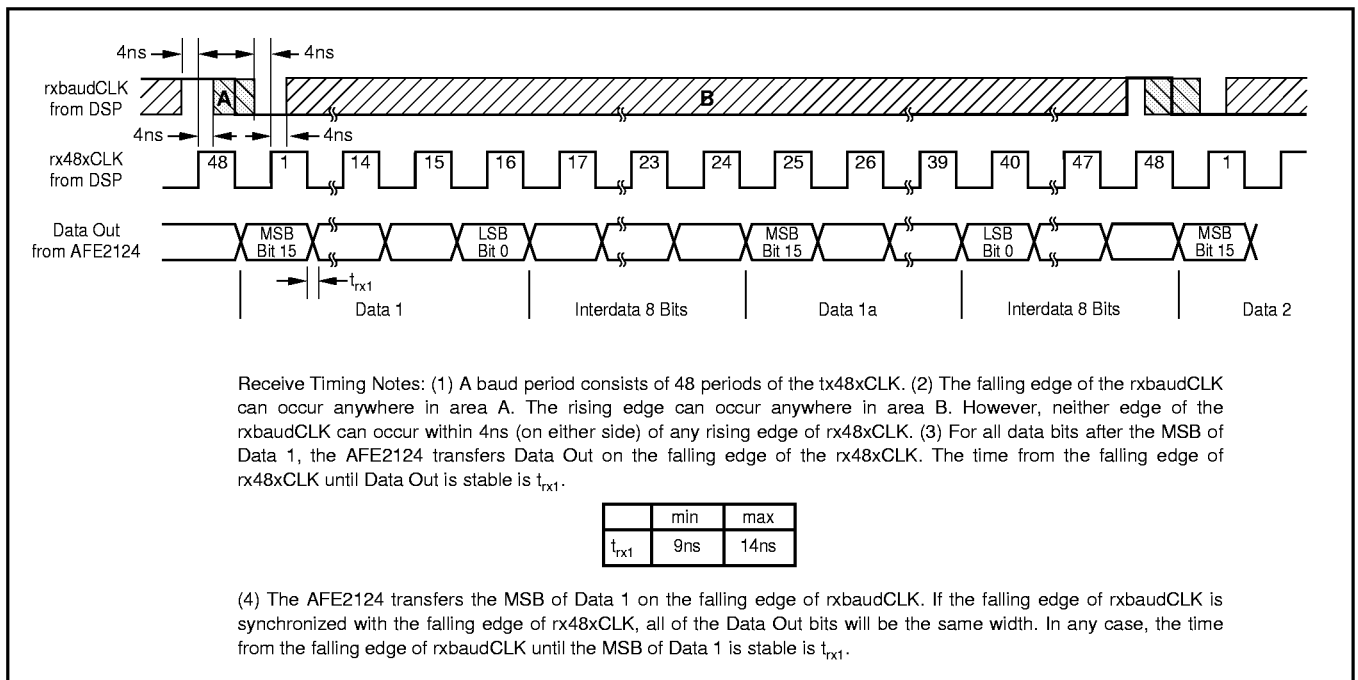 4ns 4ns
rxbaudCLK
from DSP
A B
4ns 4ns
rx48xCLK
from DSP
48 1 14 15 16 17 23 24 25 26 39 40 47 48 1
Data Out
from AFE2124
MSB
Bit 15
LSB
Bit 0
MSB
Bit 15
LSB
Bit 0
MSB
Bit 15
trx1
Data 1 Interdata 8 Bits Data 1a Interdata 8 Bits Data 2
Receive Timing Notes: (1) A baud period consists of 48 periods of the tx48xCLK. (2) The falling edge of the rxbaudCLK
can occur anywhere in area A. The rising edge can occur anywhere in area B. However, neither edge of the
rxbaudCLK can occur within 4ns (on either side) of any rising edge of rx48xCLK. (3) For all data bits after the MSB of
Data 1, the AFE2124 transfers Data Out on the falling edge of the rx48xCLK. The time from the falling edge of
rx48xCLK until Data Out is stable is trx1.
min max
trx1 9ns 14ns
(4) The AFE2124 transfers the MSB of Data 1 on the falling edge of rxbaudCLK. If the falling edge of rxbaudCLK is
synchronized with the falling edge of rx48xCLK, all of the Data Out bits will be the same width. In any case, the time
from the falling edge of rxbaudCLK until the MSB of Data 1 is stable is trx1.